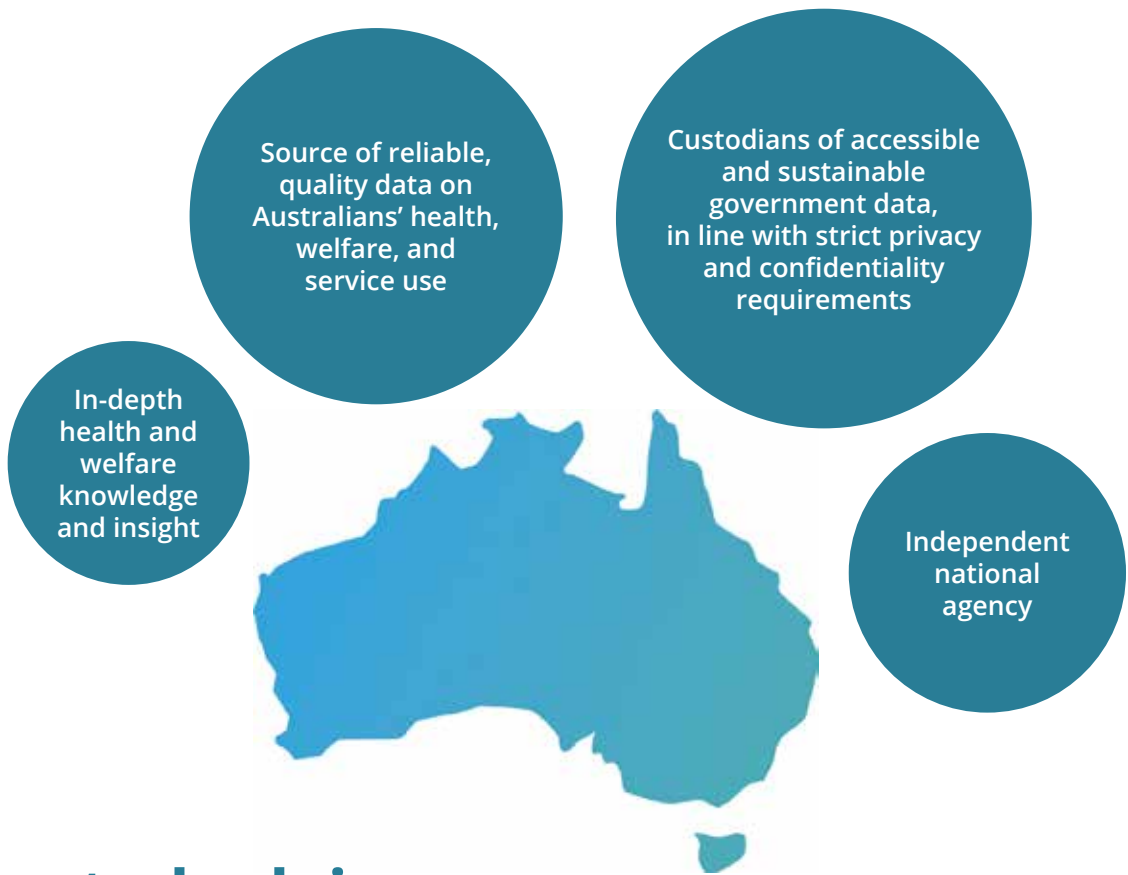 Source of reliable,
quality data on
Australians’ health,
welfare, and
service use
Custodians of accessible
and sustainable
government data,
in line with strict privacy
and confidentiality
requirements
In-depth
health and
welfare
knowledge
and insight
Independent
national
agency